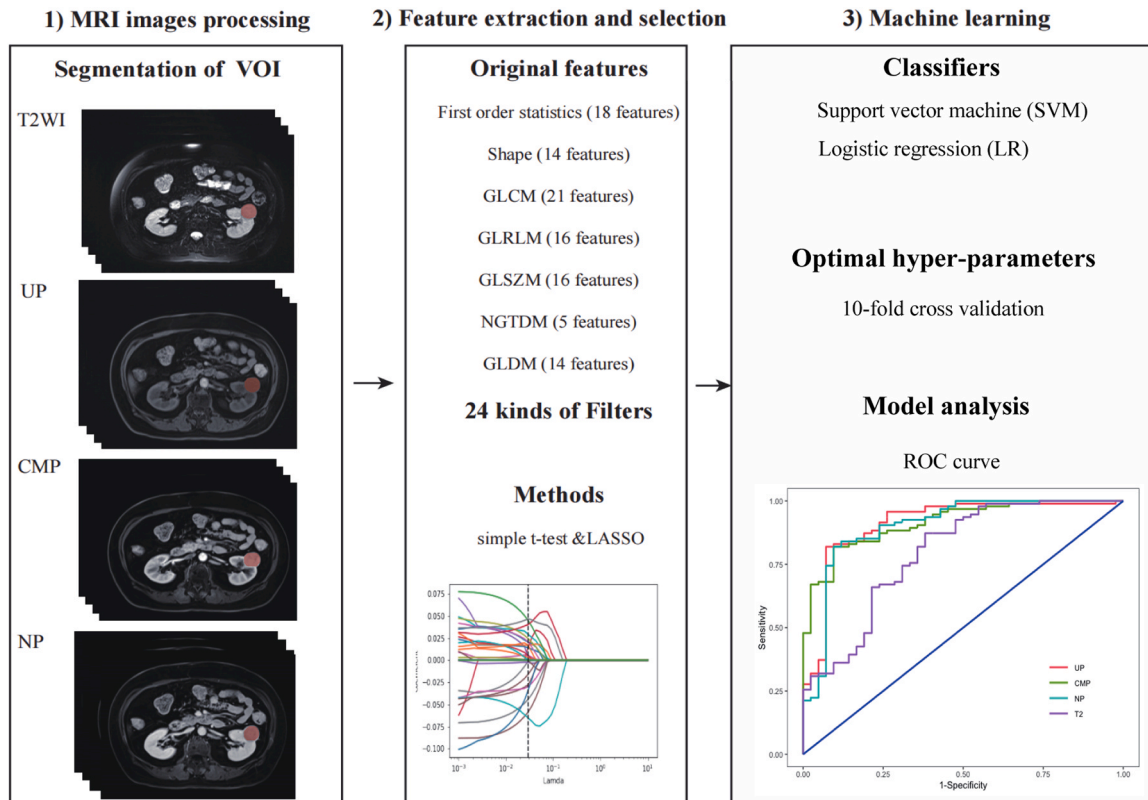 1) MRI images processing
Segmentation of VOI
T2WI
UP
CMP
NP
2) Feature extraction and selection
Original features
First order statistics (18 features)
Shape (14 features)
GLCM (21 features)
GLRLM (16 features)
GLSZM (16 features)
NGTDM (5 features)
GLDM (14 features)
24 kinds of Filters
Methods
simple t-test &LASSO
0.075
0.050
0.025
0.000
-0.025
-0.050
-0.075
-0.100
10⁻³
10⁻²
10⁻¹
10⁰
10¹
Lamda
3) Machine learning
Classifiers
Support vector machine (SVM)
Logistic regression (LR)
Optimal hyper-parameters
10-fold cross validation
Model analysis
ROC curve
1.00
0.75
0.50
0.25
0.00
Sensitivity
UP
CMP
NP
T2
0.00
0.25
0.50
0.75
1.00
1-Specificity